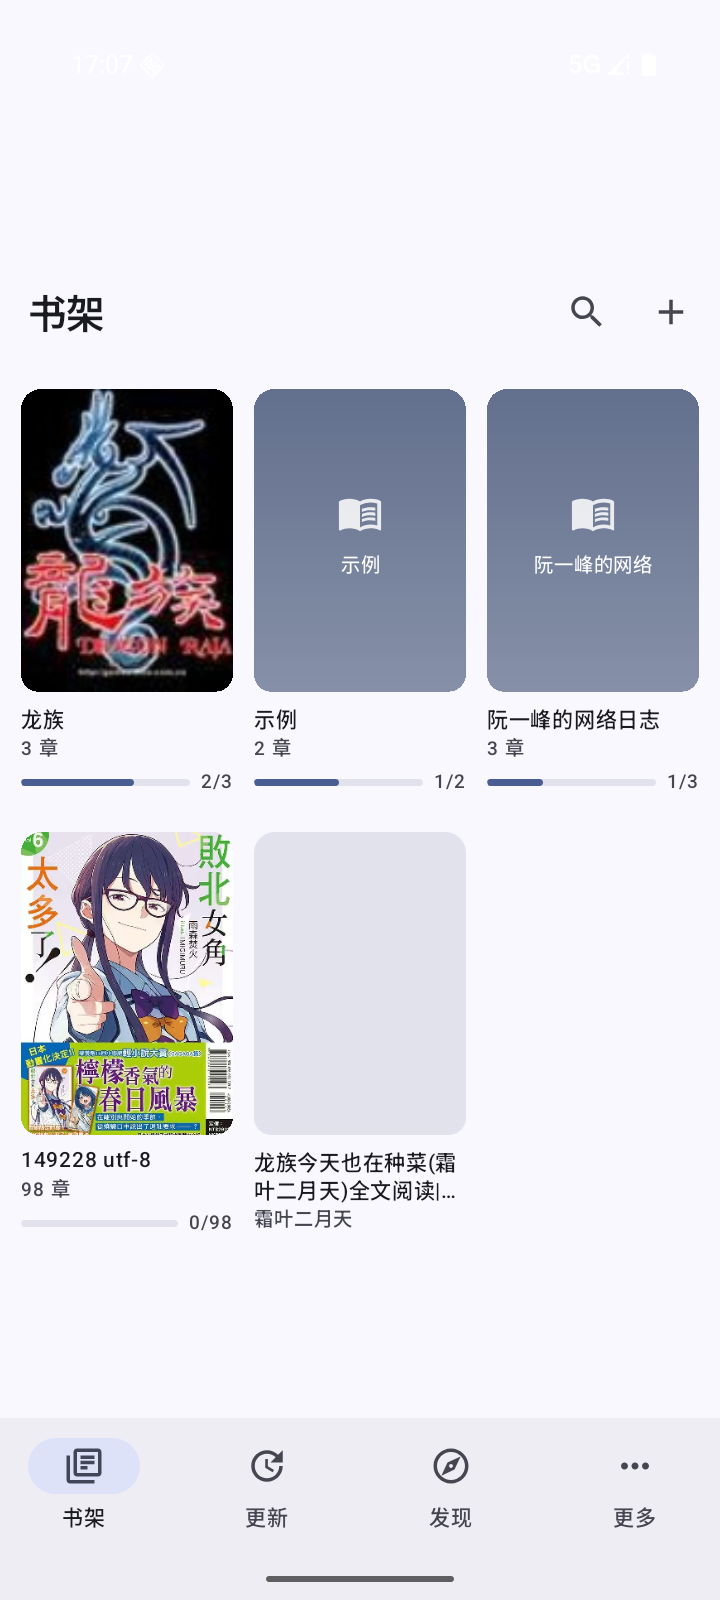 17:07
5G
书架
龍族
DRAGON RAJA
示例
阮一峰的网络
龙族
3 章
2/3
示例
2 章
1/2
阮一峰的网络日志
3 章
1/3
6
敗北女角
太多了!
雨森焚火
IMIGIMURU
日本
動畫化決定!!
檸檬香氣的
春日風暴
149228 utf-8
98 章
0/98
龙族今天也在种菜(霜
叶二月天)全文阅读|...
霜叶二月天
书架
更新
发现
更多